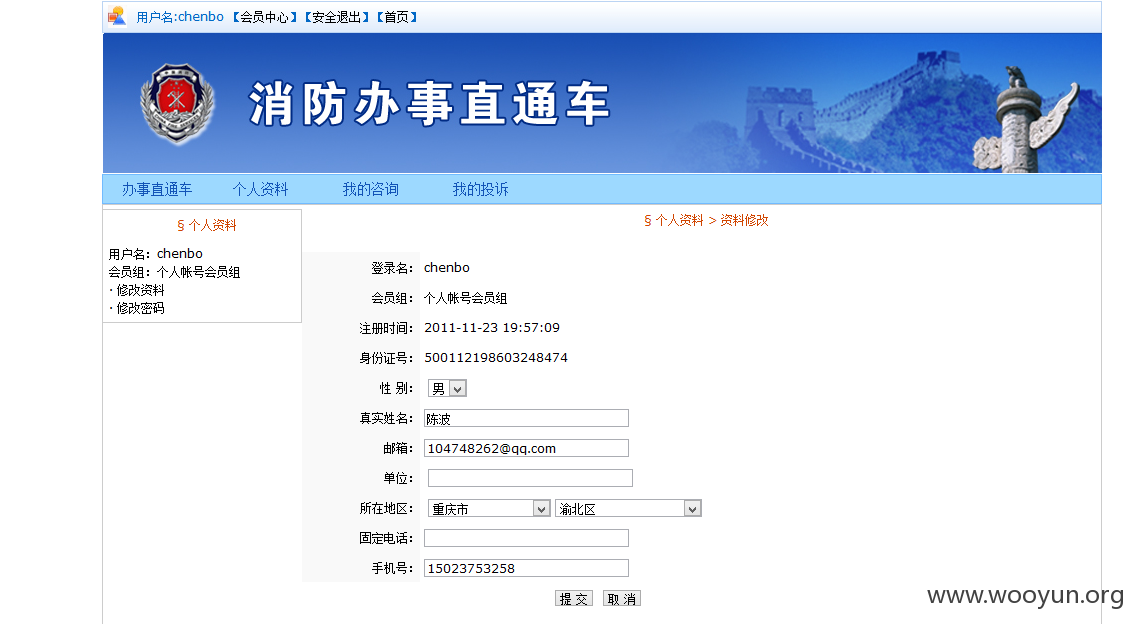 用户名:chenbo 【会员中心】【安全退出】【首页】
消防办事直通车
办事直通车 个人资料 我的咨询 我的投诉
§ 个人资料
用户名：chenbo
会员组：个人帐号会员组
· 修改资料
· 修改密码
§ 个人资料 > 资料修改
登录名： chenbo
会员组： 个人帐号会员组
注册时间： 2011-11-23 19:57:09
身份证号： 500112198603248474
性 别： 男
真实姓名： 陈波
邮箱： 104748262@qq.com
单位：
所在地区： 重庆市 渝北区
固定电话：
手机号： 15023753258
提 交 取 消
www.wooyun.org